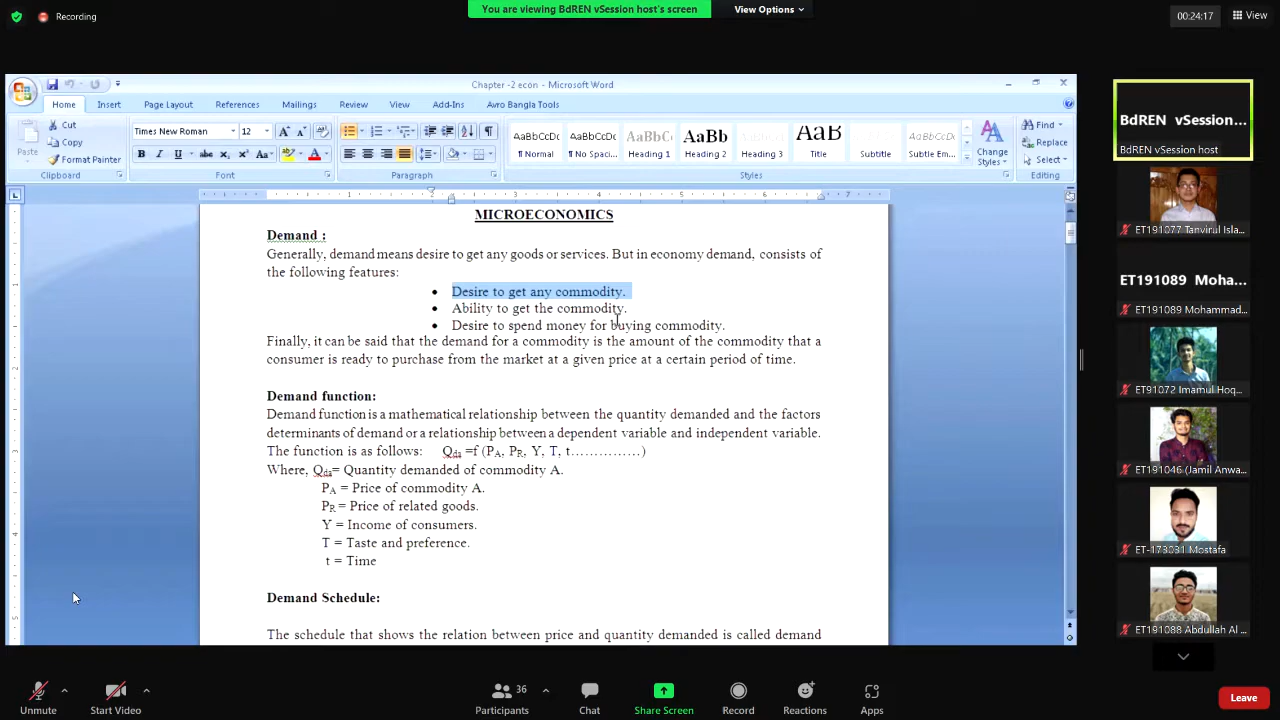 Recording
You are viewing BdREN vSession host's screen
View Options
00:24:17
View
Chapter -2 econ - Microsoft Word
Home Insert Page Layout References Mailings Review View Add-Ins Avro Bangla Tools
Paste
Cut
Copy
Format Painter
Clipboard
Times New Roman 12
Font
Paragraph
AaBbCcDc AaBbCcDc AaBbCc AaBbCc AaBbCc AaB AaBbCc. AaBbCcDc
¶ Normal ¶ No Spaci... Heading 1 Heading 2 Heading 3 Title Subtitle Subtle Em...
Change Styles
Styles
Find
Replace
Select
Editing
MICROECONOMICS
Demand :
Generally, demand means desire to get any goods or services. But in economy demand, consists of
the following features:
• Desire to get any commodity.
• Ability to get the commodity.
• Desire to spend money for buying commodity.
Finally, it can be said that the demand for a commodity is the amount of the commodity that a
consumer is ready to purchase from the market at a given price at a certain period of time.
Demand function:
Demand function is a mathematical relationship between the quantity demanded and the factors
determinants of demand or a relationship between a dependent variable and independent variable.
The function is as follows: Qda =f (PA, PR, Y, T, t……………)
Where, Qda= Quantity demanded of commodity A.
PA = Price of commodity A.
PR = Price of related goods.
Y = Income of consumers.
T = Taste and preference.
t = Time
Demand Schedule:
The schedule that shows the relation between price and quantity demanded is called demand
BdREN vSession...
BdREN vSession host
ET191077 Tanvirul Isla...
ET191089 Moha...
ET191089 Mohammad...
ET91072 Imamul Hoq...
ET191046 (Jamil Anwa...
ET-173031 Mostafa
ET191088 Abdullah Al ...
Unmute
Start Video
36
Participants
Chat
Share Screen
Record
Reactions
Apps
Leave